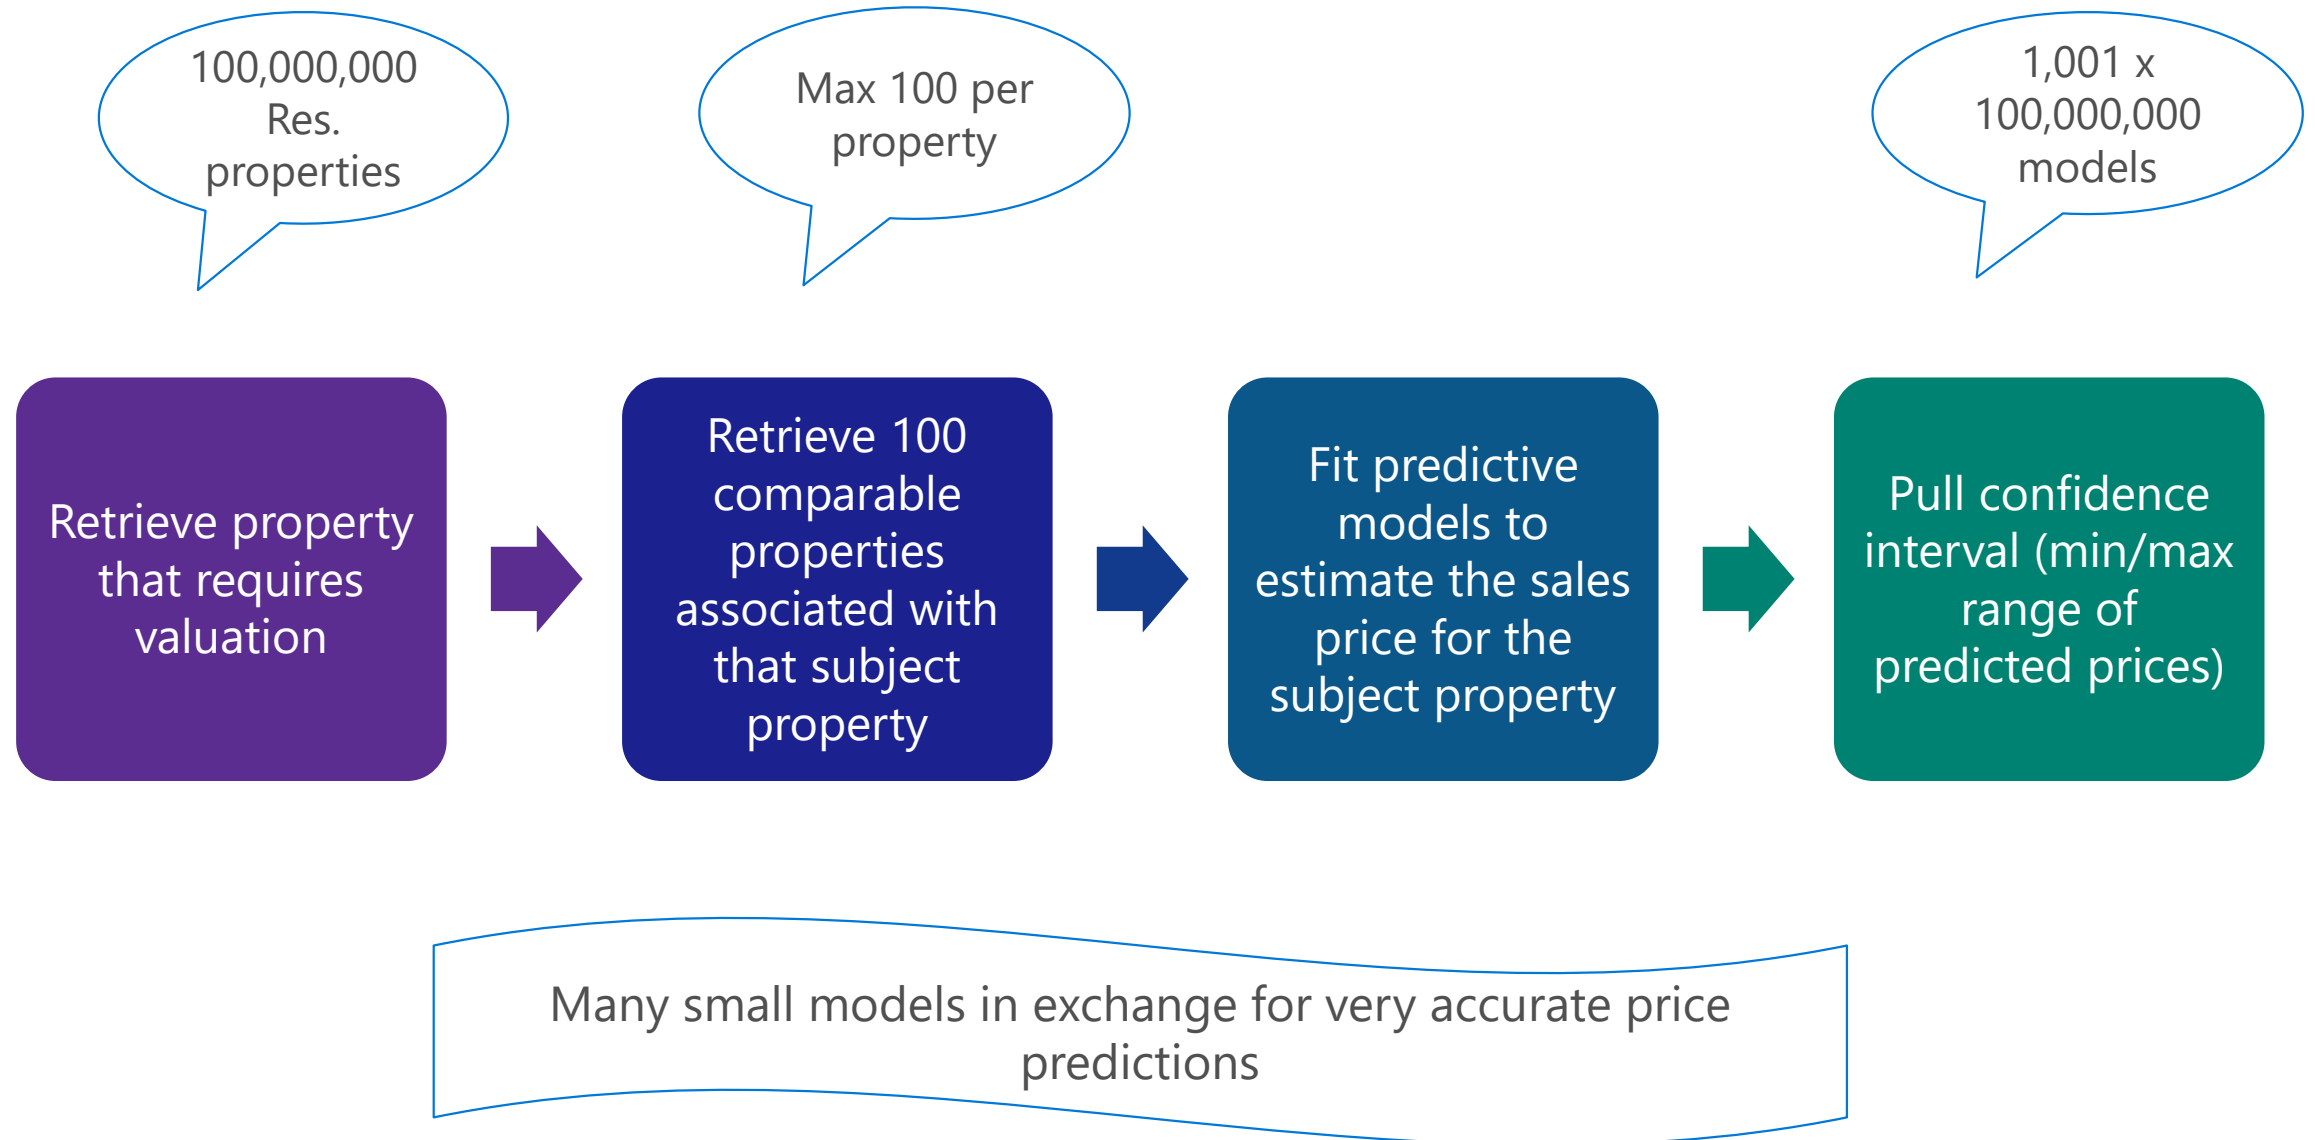 100,000,000
Res.
properties
Max 100 per
property
1,001 x
100,000,000
models
Retrieve property
that requires
valuation
Retrieve 100
comparable
properties
associated with
that subject
property
Fit predictive
models to
estimate the sales
price for the
subject property
Pull confidence
interval (min/max
range of
predicted prices)
Many small models in exchange for very accurate price
predictions